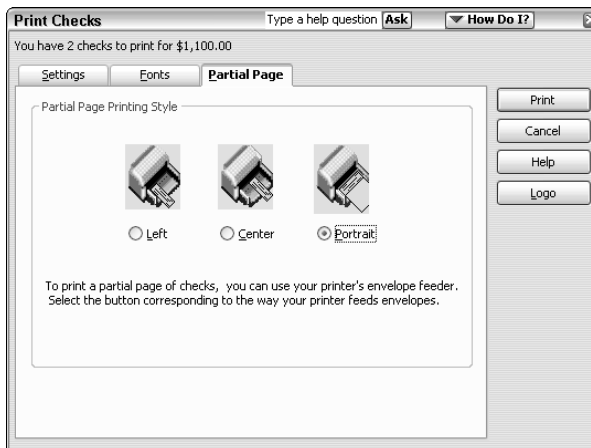 Print Checks Type a help question Ask How Do I?
You have 2 checks to print for $1,100.00
Settings Fonts Partial Page
Partial Page Printing Style
Left Center Portrait
To print a partial page of checks, you can use your printer's envelope feeder.
Select the button corresponding to the way your printer feeds envelopes.
Print
Cancel
Help
Logo